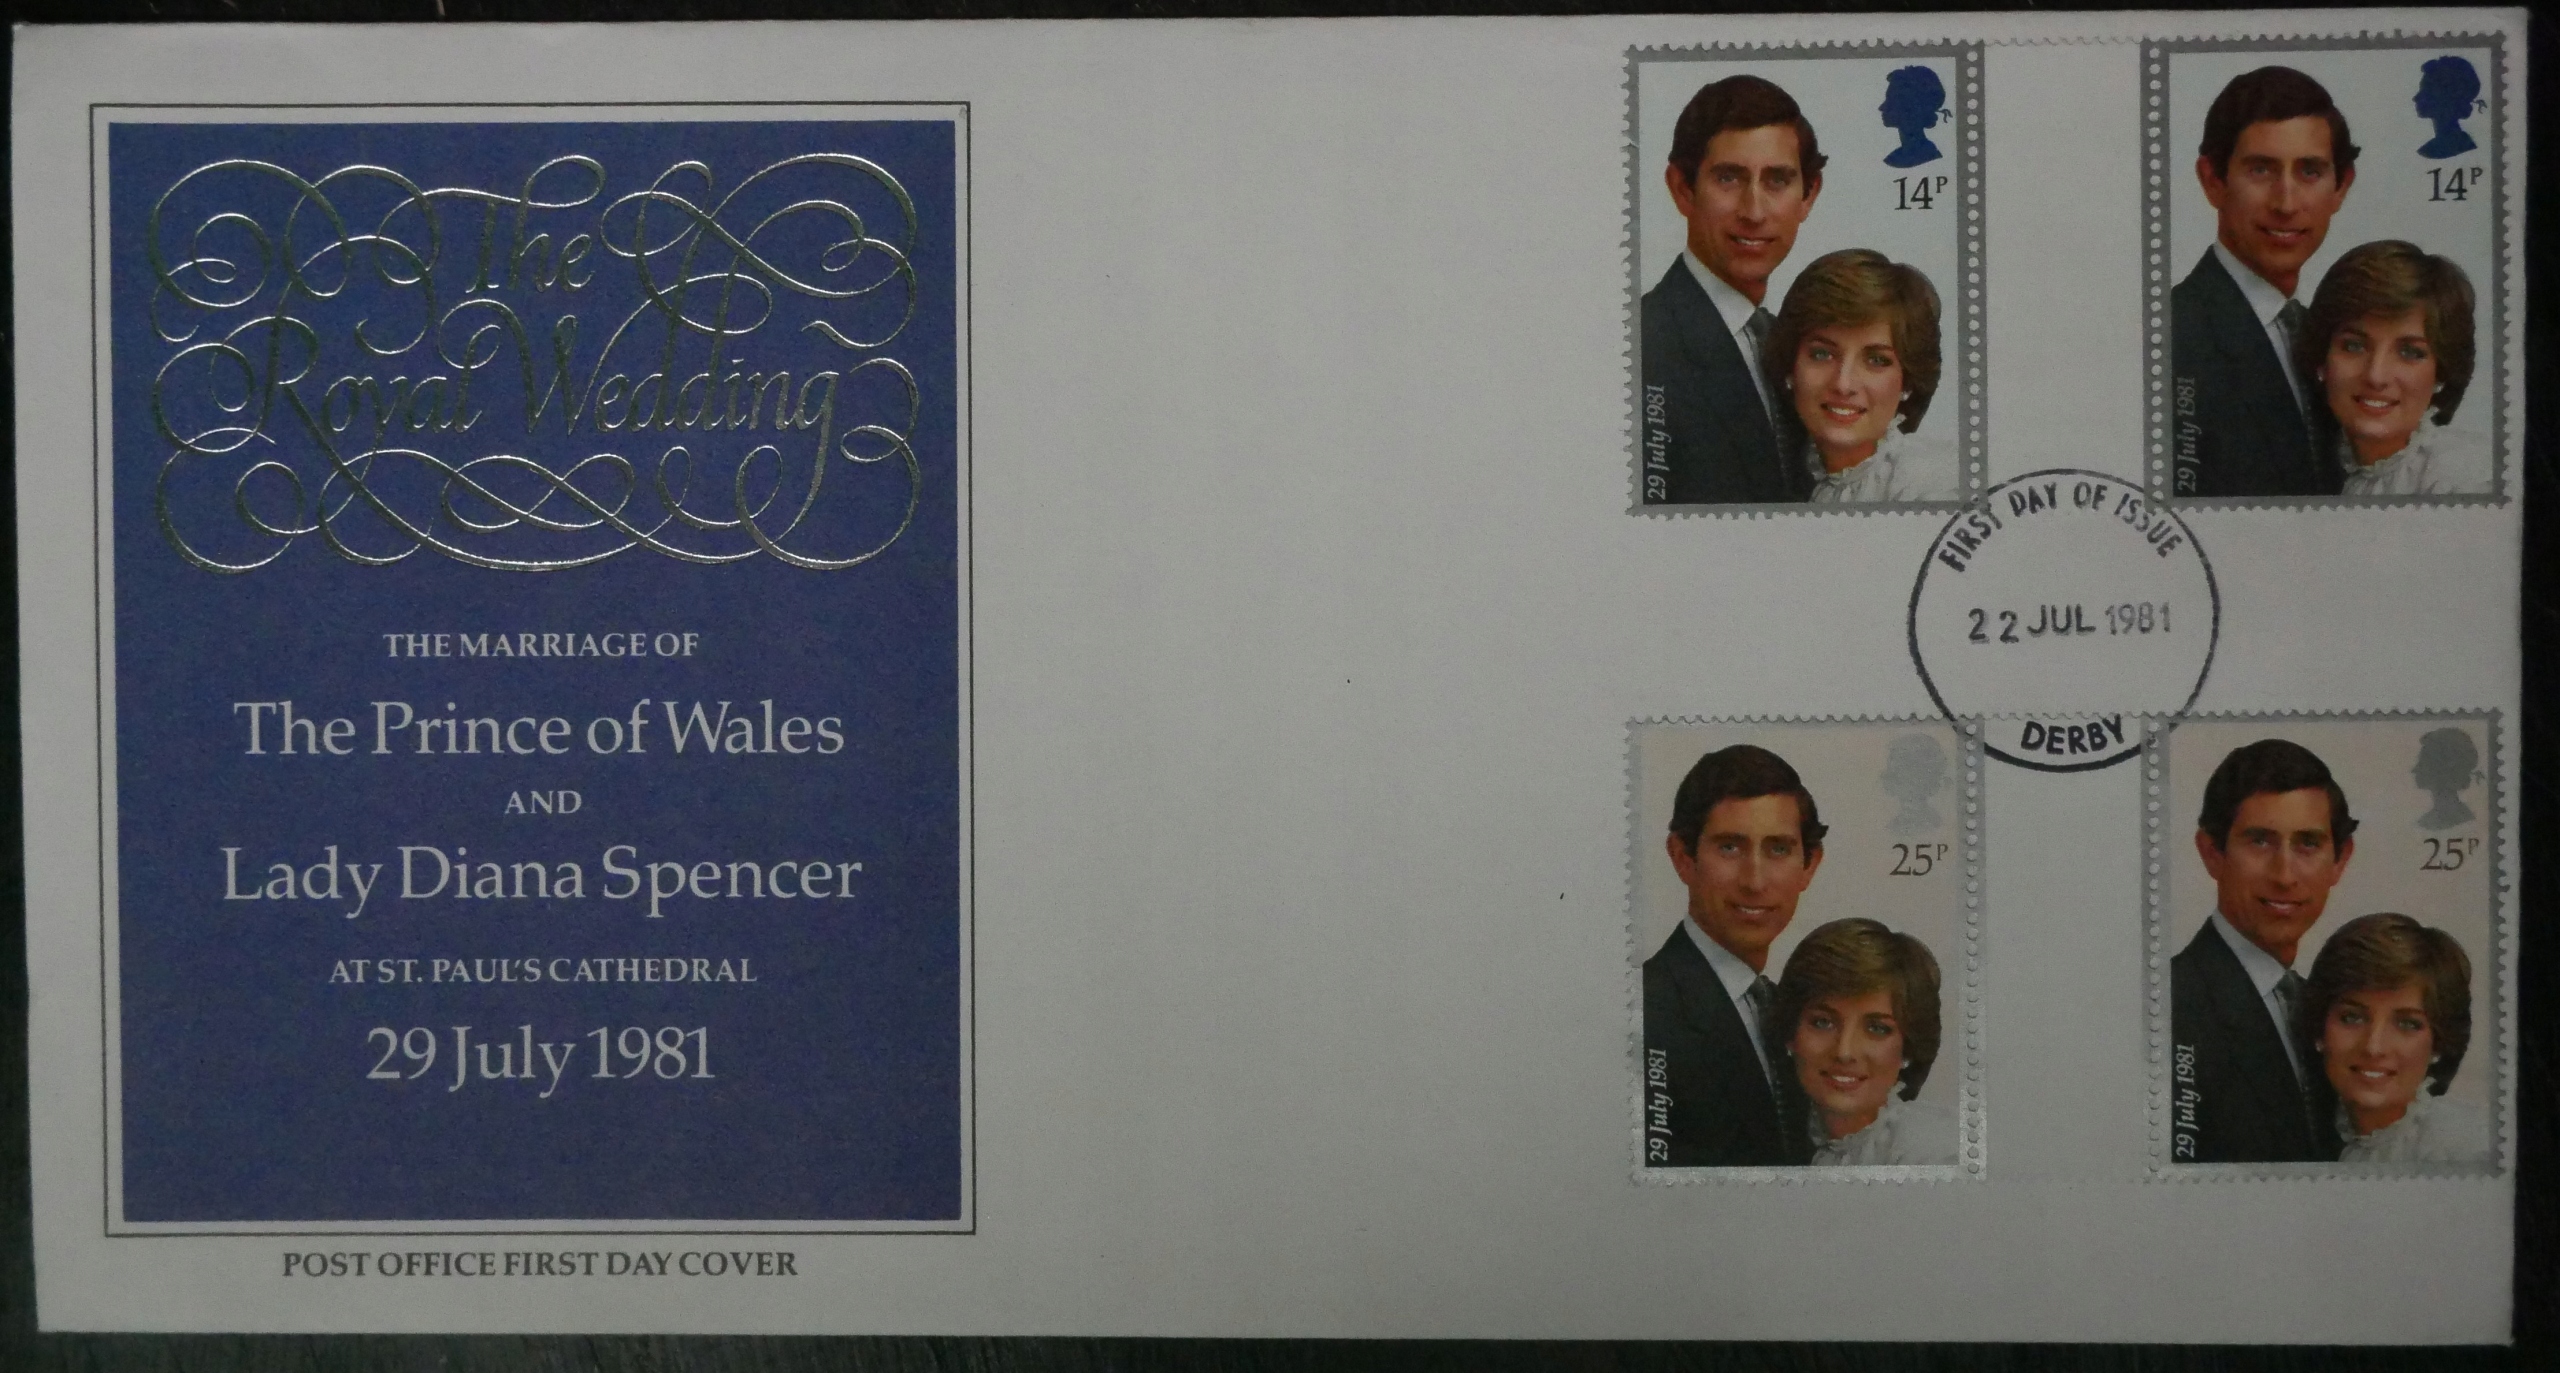 The
Royal Wedding
THE MARRIAGE OF
The Prince of Wales
AND
Lady Diana Spencer
AT ST. PAUL'S CATHEDRAL
29 July 1981
POST OFFICE FIRST DAY COVER
14P
29 July 1981
14P
29 July 1981
FIRST DAY OF ISSUE
22 JUL 1981
DERBY
25P
29 July 1981
25P
29 July 1981